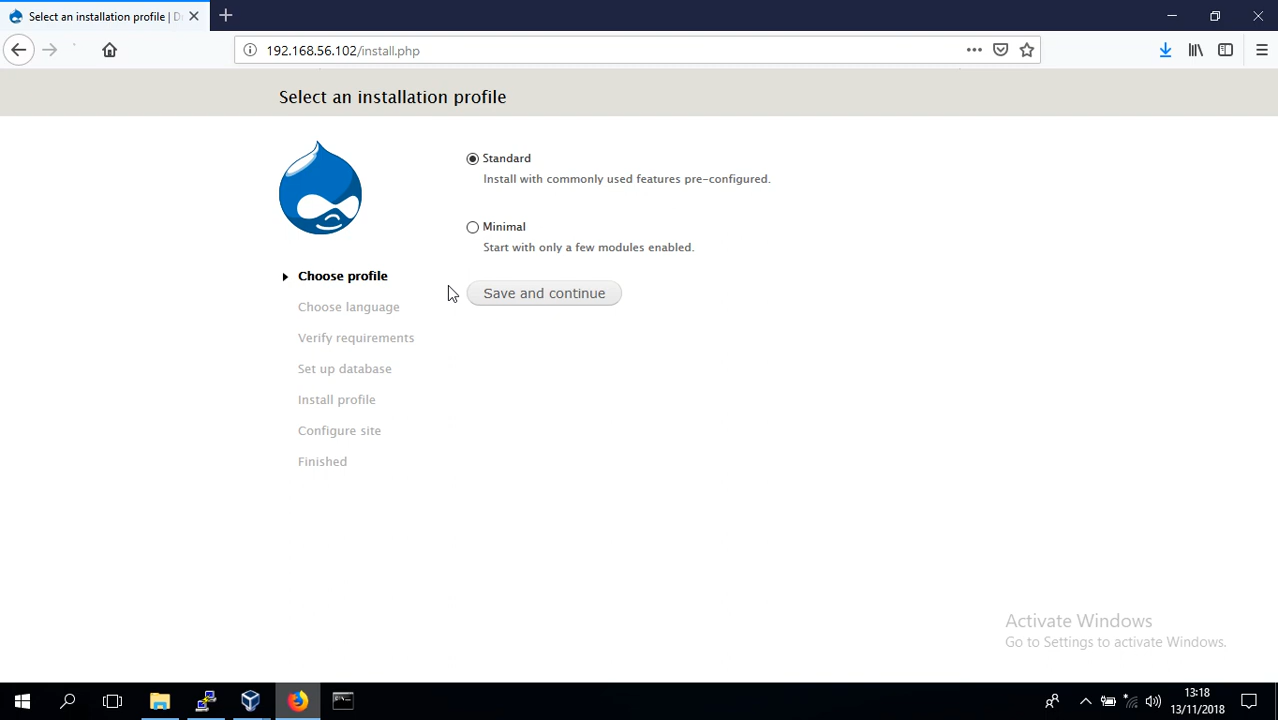 Select an installation profile | D
192.168.56.102/install.php
Select an installation profile
Standard
Install with commonly used features pre-configured.
Minimal
Start with only a few modules enabled.
Save and continue
Choose profile
Choose language
Verify requirements
Set up database
Install profile
Configure site
Finished
Activate Windows
Go to Settings to activate Windows.
13:18
13/11/2018